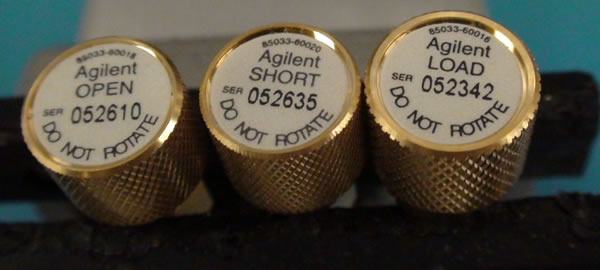 85033-60018
Agilent
OPEN
SER 052610
DO NOT ROTATE
85033-60020
Agilent
SHORT
SER 052635
DO NOT ROTATE
85033-60016
Agilent
LOAD
SER 052342
DO NOT ROTATE